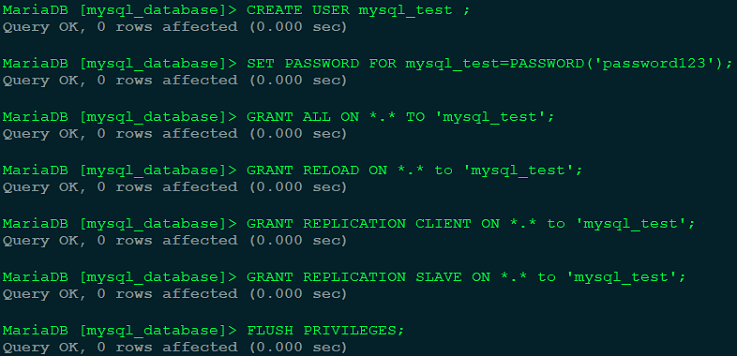 MariaDB [mysql_database]> CREATE USER mysql_test ;
Query OK, 0 rows affected (0.000 sec)
MariaDB [mysql_database]> SET PASSWORD FOR mysql_test=PASSWORD('password123');
Query OK, 0 rows affected (0.000 sec)
MariaDB [mysql_database]> GRANT ALL ON *.* TO 'mysql_test';
Query OK, 0 rows affected (0.000 sec)
MariaDB [mysql_database]> GRANT RELOAD ON *.* to 'mysql_test';
Query OK, 0 rows affected (0.000 sec)
MariaDB [mysql_database]> GRANT REPLICATION CLIENT ON *.* to 'mysql_test';
Query OK, 0 rows affected (0.000 sec)
MariaDB [mysql_database]> GRANT REPLICATION SLAVE ON *.* to 'mysql_test';
Query OK, 0 rows affected (0.000 sec)
MariaDB [mysql_database]> FLUSH PRIVILEGES;
Query OK, 0 rows affected (0.000 sec)